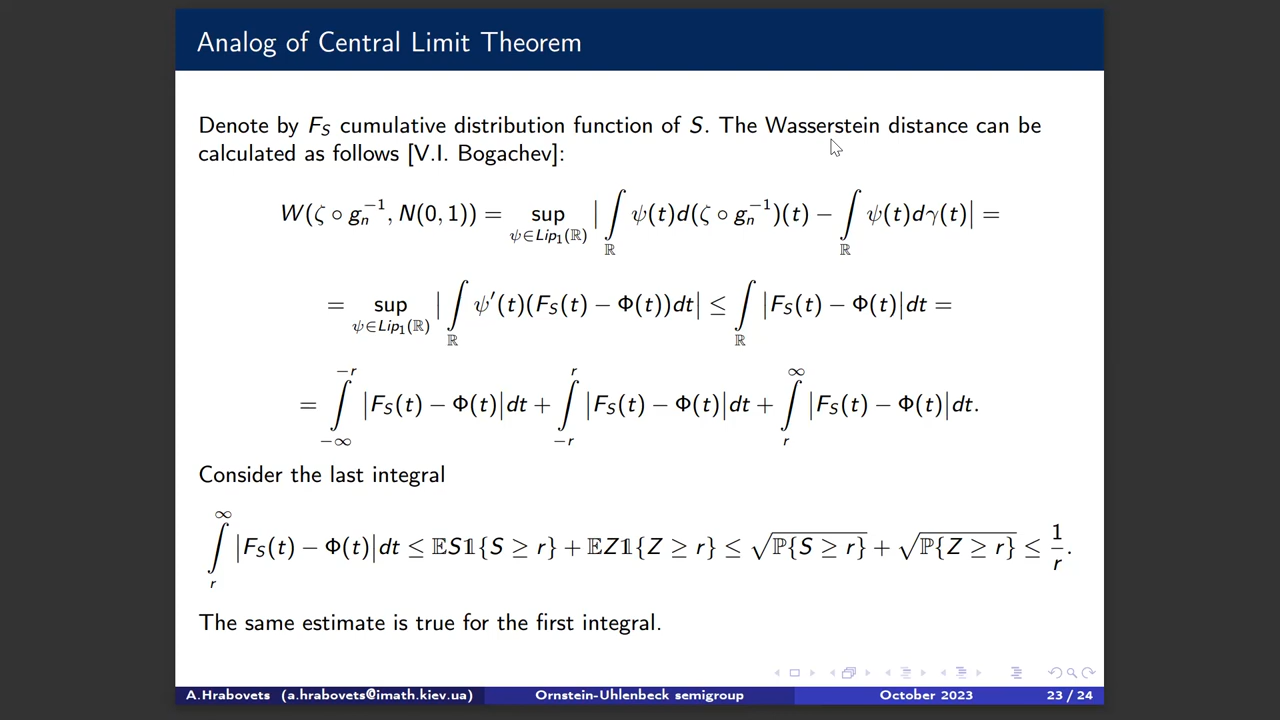 Analog of Central Limit Theorem
Denote by F_S cumulative distribution function of S. The Wasserstein distance can be
calculated as follows [V.I. Bogachev]:
W(ζ ∘ g_n^{-1}, N(0, 1)) = sup_{ψ∈Lip_1(ℝ)} | ∫_ℝ ψ(t)d(ζ ∘ g_n^{-1})(t) − ∫_ℝ ψ(t)dγ(t)| =
= sup_{ψ∈Lip_1(ℝ)} | ∫_ℝ ψ′(t)(F_S(t) − Φ(t))dt| ≤ ∫_ℝ |F_S(t) − Φ(t)|dt =
= ∫_{−∞}^{−r} |F_S(t) − Φ(t)|dt + ∫_{−r}^{r} |F_S(t) − Φ(t)|dt + ∫_{r}^{∞} |F_S(t) − Φ(t)|dt.
Consider the last integral
∫_{r}^{∞} |F_S(t) − Φ(t)|dt ≤ 𝔼S𝟙{S ≥ r} + 𝔼Z𝟙{Z ≥ r} ≤ √ℙ{S ≥ r} + √ℙ{Z ≥ r} ≤ 1/r.
The same estimate is true for the first integral.
A.Hrabovets (a.hrabovets@imath.kiev.ua) Ornstein-Uhlenbeck semigroup October 2023 23 / 24